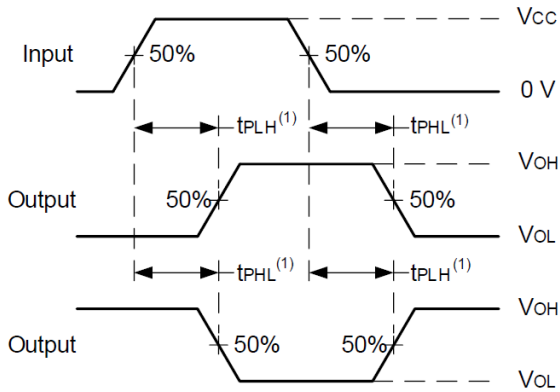 VCC
Input 50% 50%
0 V
tPLH(1) tPHL(1)
VOH
Output 50% 50%
VOL
tPHL(1) tPLH(1)
VOH
Output 50% 50%
VOL